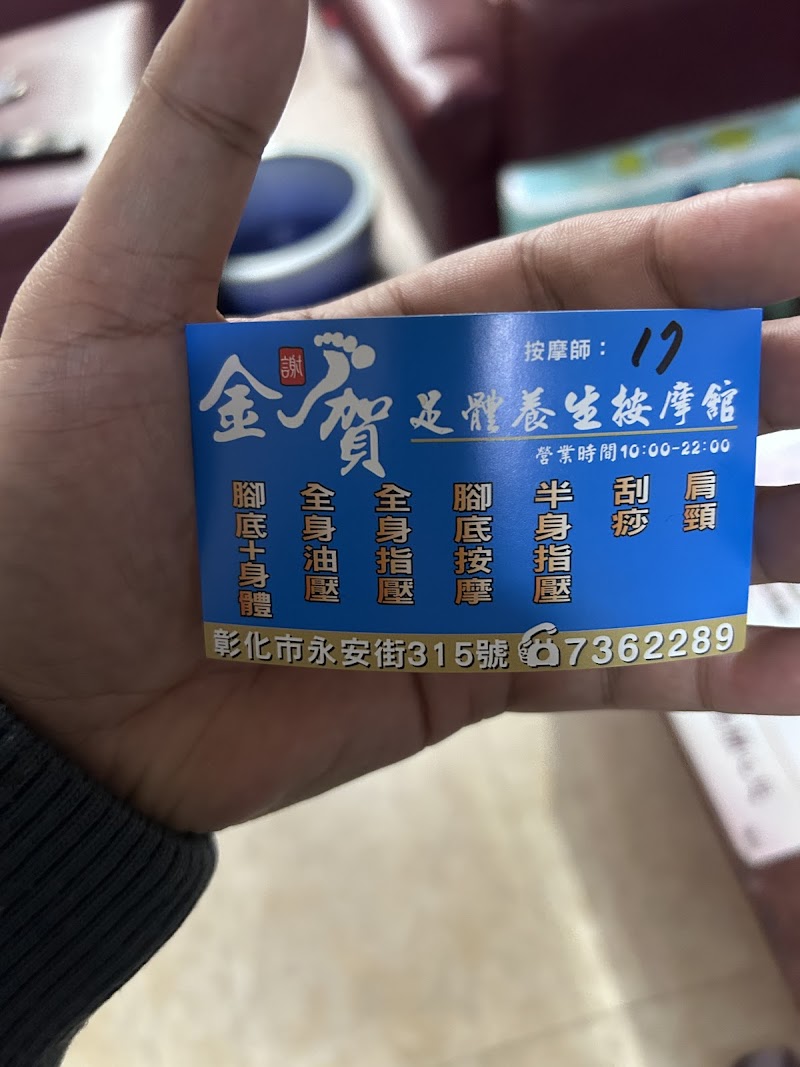 按摩師：17
謝
金賀
足體養生按摩館
營業時間10:00-22:00
肩頸
刮痧
半身指壓
腳底按摩
全身指壓
全身油壓
腳底+身體
彰化市永安街315號☎7362289